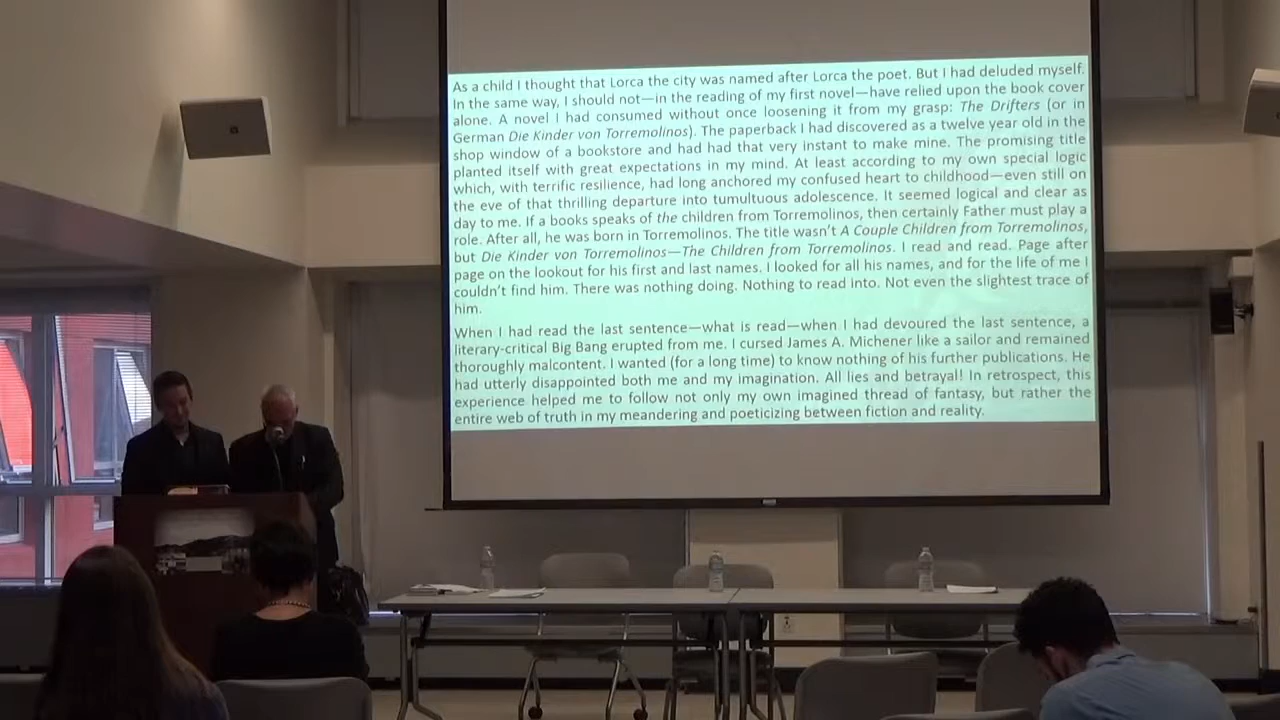 As a child I thought that Lorca the city was named after Lorca the poet. But I had deluded myself.
In the same way, I should not—in the reading of my first novel—have relied upon the book cover
alone. A novel I had consumed without once loosening it from my grasp: The Drifters (or in
German Die Kinder von Torremolinos). The paperback I had discovered as a twelve year old in the
shop window of a bookstore and had had that very instant to make mine. The promising title
planted itself with great expectations in my mind. At least according to my own special logic
which, with terrific resilience, had long anchored my confused heart to childhood—even still on
the eve of that thrilling departure into tumultuous adolescence. It seemed logical and clear as
day to me. If a books speaks of the children from Torremolinos, then certainly Father must play a
role. After all, he was born in Torremolinos. The title wasn't A Couple Children from Torremolinos,
but Die Kinder von Torremolinos—The Children from Torremolinos. I read and read. Page after
page on the lookout for his first and last names. I looked for all his names, and for the life of me I
couldn't find him. There was nothing doing. Nothing to read into. Not even the slightest trace of
him.
When I had read the last sentence—what is read—when I had devoured the last sentence, a
literary-critical Big Bang erupted from me. I cursed James A. Michener like a sailor and remained
thoroughly malcontent. I wanted (for a long time) to know nothing of his further publications. He
had utterly disappointed both me and my imagination. All lies and betrayal! In retrospect, this
experience helped me to follow not only my own imagined thread of fantasy, but rather the
entire web of truth in my meandering and poeticizing between fiction and reality.